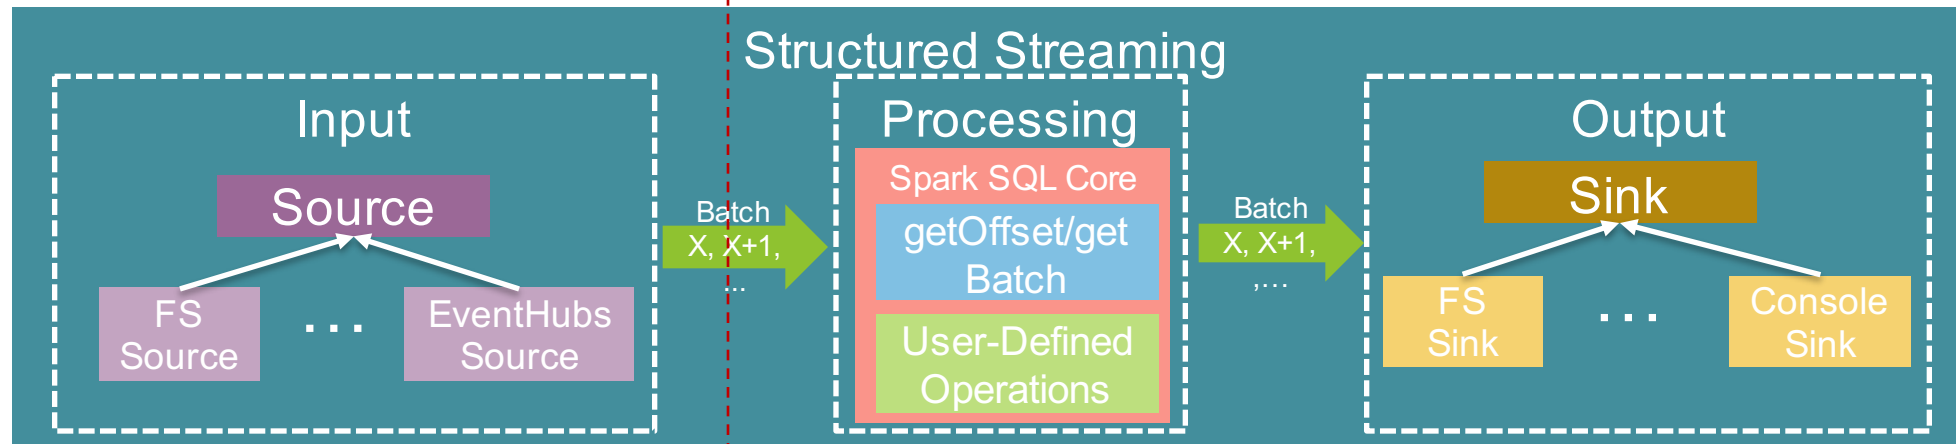 Structured Streaming
Input
Source
FS
Source
...
EventHubs
Source
Batch
X, X+1,
...
Processing
Spark SQL Core
getOffset/get
Batch
User-Defined
Operations
Batch
X, X+1,
,...
Output
Sink
FS
Sink
...
Console
Sink